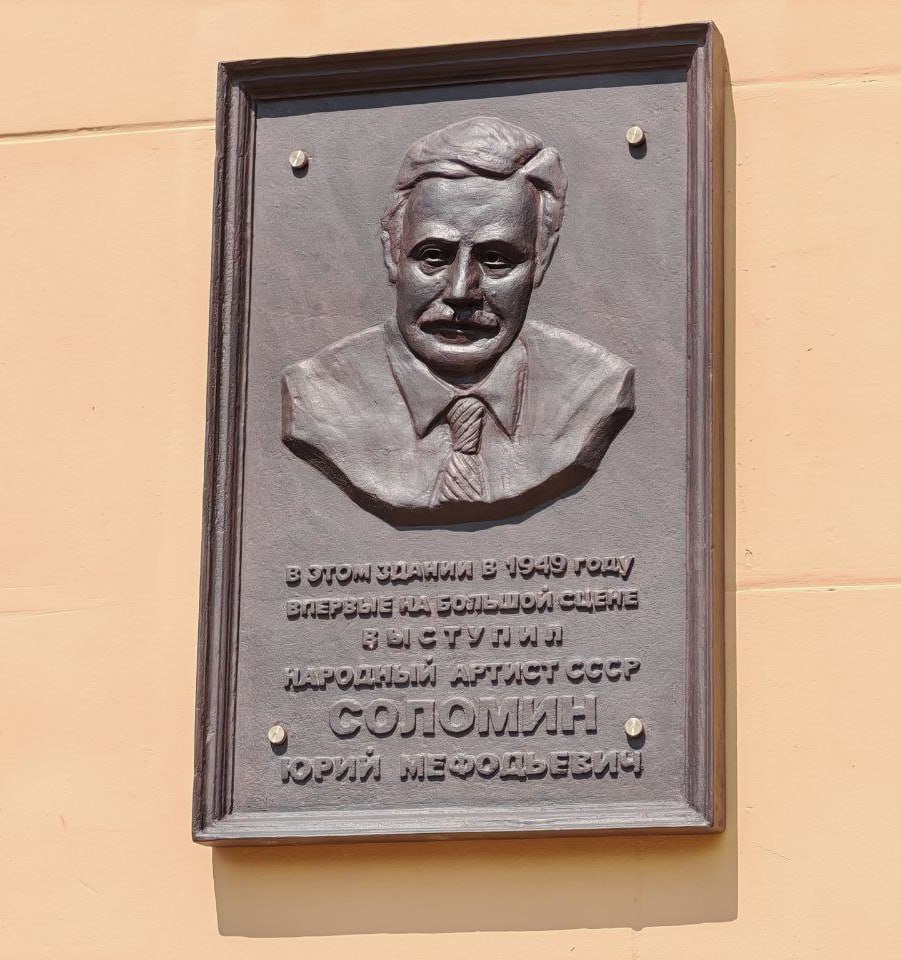 В ЭТОМ ЗДАНИИ В 1949 ГОДУ
ВПЕРВЫЕ НА БОЛЬШОЙ СЦЕНЕ
ВЫСТУПИЛ
НАРОДНЫЙ АРТИСТ СССР
СОЛОМИН
ЮРИЙ МЕФОДЬЕВИЧ